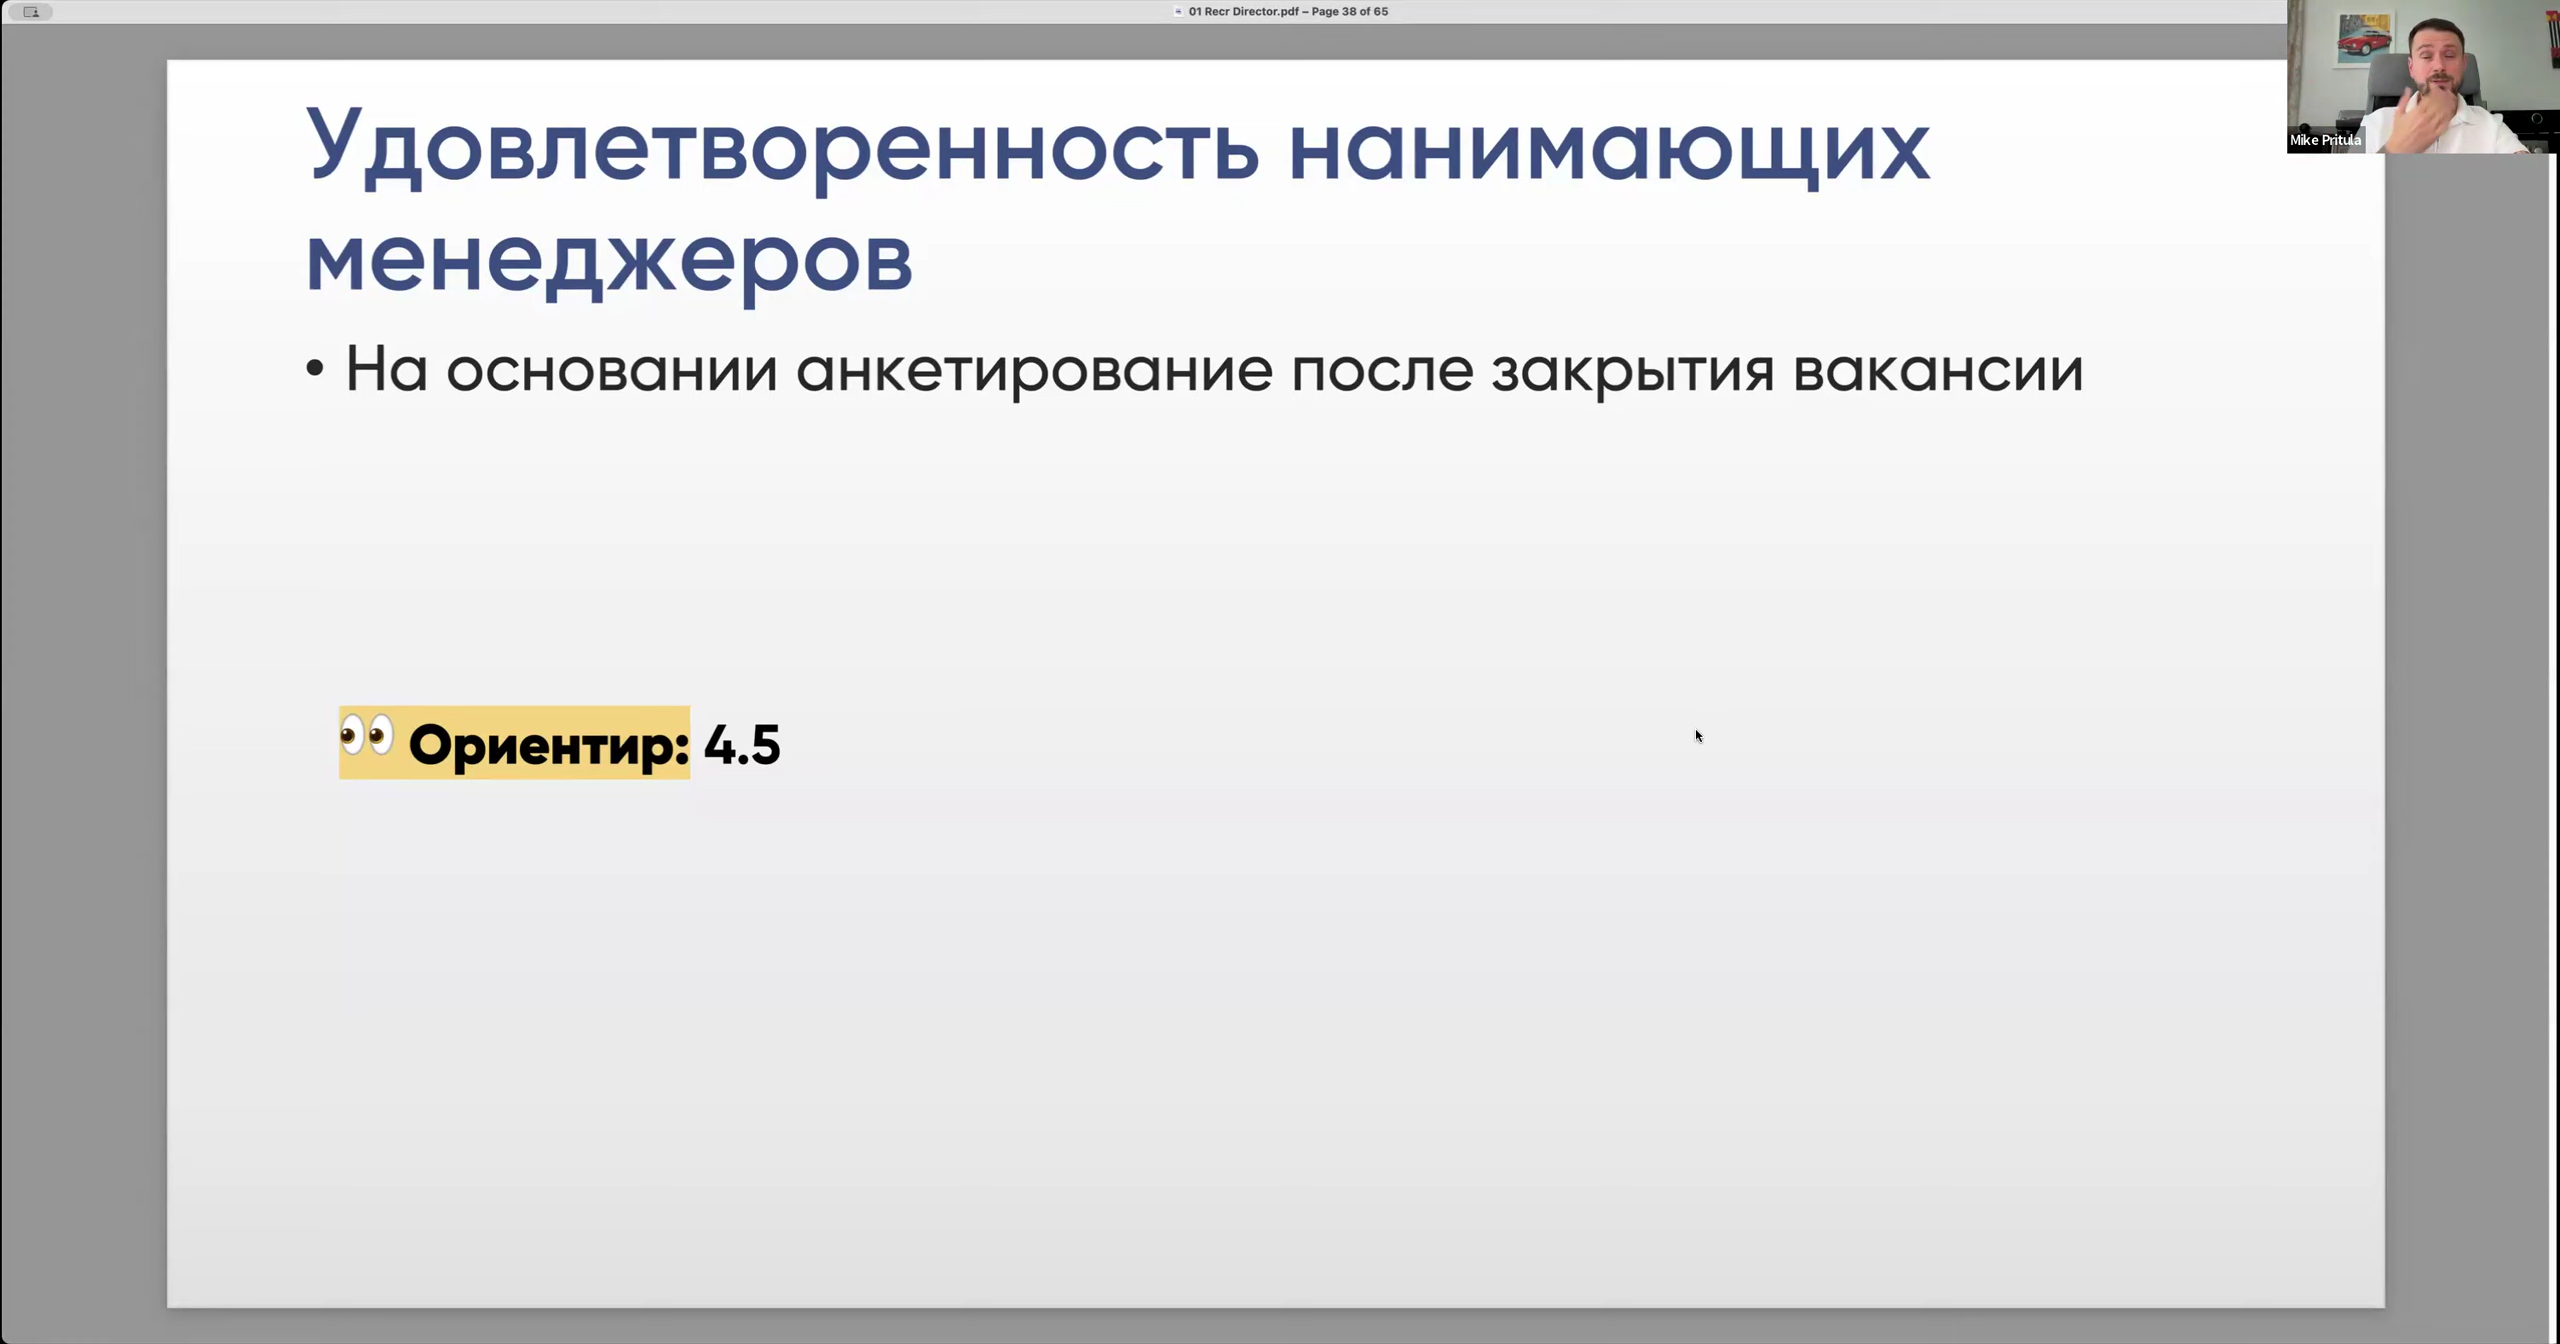 01 Recr Director.pdf – Page 38 of 65
Mike Pritula
Удовлетворенность нанимающих
менеджеров
• На основании анкетирование после закрытия вакансии
👀 Ориентир: 4.5